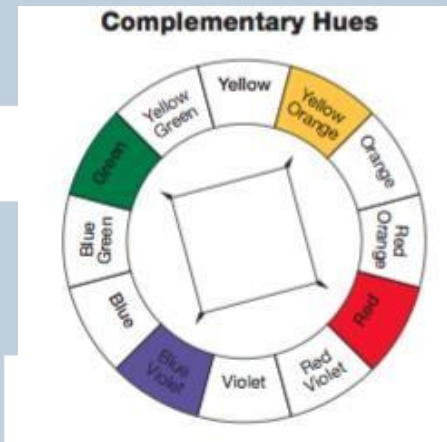 Complementary Hues
Yellow
Yellow
Orange
Orange
Red
Orange
Red
Red
Violet
Violet
Blue
Violet
Blue
Blue
Green
Green
Yellow
Green